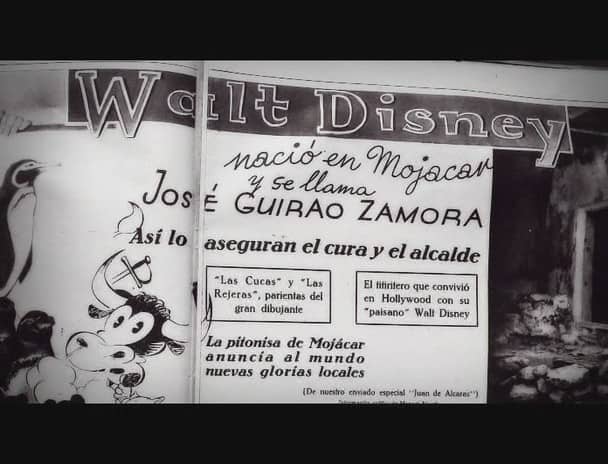 Walt Disney
nació en Mojacar
y se llama
JOSÉ GUIRAO ZAMORA
Así lo aseguran el cura y el alcalde
"Las Cucas" y "Las
Rejeras", parientas del
gran dibujante
El fifiritero que convivió
en Hollywood con su
"paisano" Walt Disney
La pitonisa de Mojácar
anuncia al mundo
nuevas glorias locales
(De nuestro enviado especial "Juan de Alcaraz")